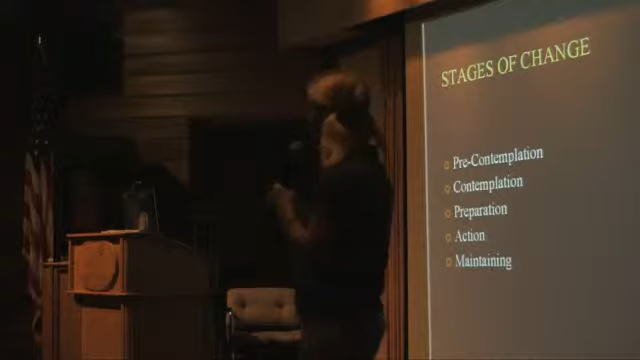 STAGES OF CHANGE
Pre-Contemplation
Contemplation
Preparation
Action
Maintaining